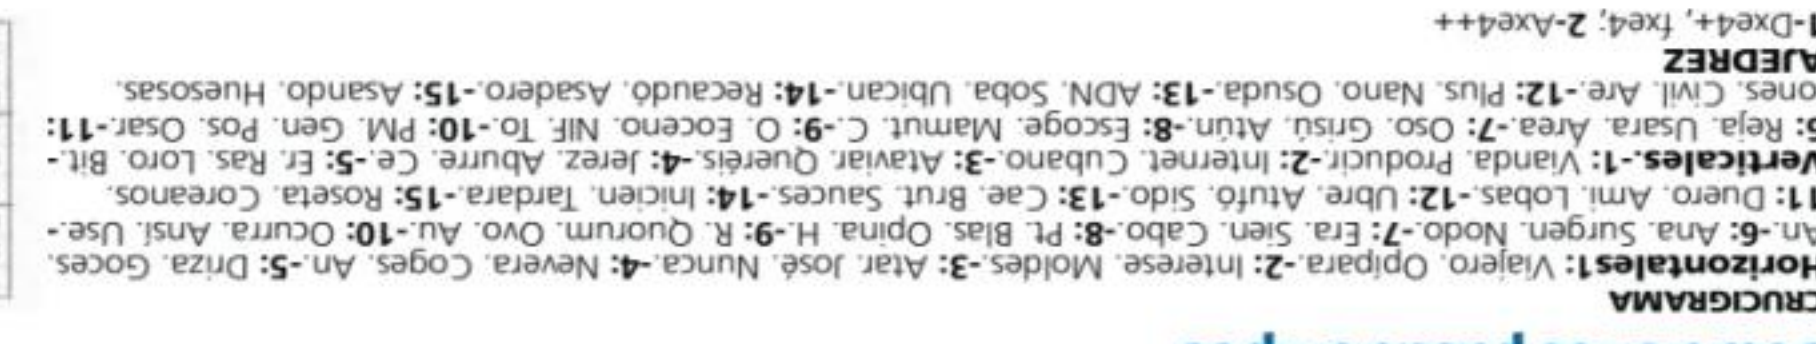 CRUCIGRAMA
Horizontales1: Viajero. Opípara.-2: Interese. Moldes.-3: Atar. José. Nunca.-4: Nevera. Coges. An.-5: Driza. Goces.
An.-6: Ana. Surgen. Nodo.-7: Era. Sien. Cabo.-8: Pt. Blas. Opina. H.-9: R. Quorum. Ovo. Au.-10: Ocurra. Ansí. Use.-
11: Duero. Ami. Lobas.-12: Ubre. Atufó. Sido.-13: Cae. Brut. Sauces.-14: Inicien. Tardara.-15: Roseta. Coreanos.
Verticales.-1: Vianda. Producir.-2: Internet. Cubano.-3: Ataviar. Queréis.-4: Jerez. Aburre. Ce.-5: Er. Ras. Loro. Bit.-
6: Reja. Usara. Área.-7: Oso. Grisú. Atún.-8: Escoge. Mamut. C.-9: O. Eoceno. NIF. To.-10: PM. Gen. Pos. Osar.-11:
ones. Civil. Are.-12: Plus. Nano. Osuda.-13: ADN. Soba. Ubican.-14: Recaudó. Asadero.-15: Asando. Huesosas.
AJEDREZ
1-Dxe4+, fxe4; 2-Axe4++